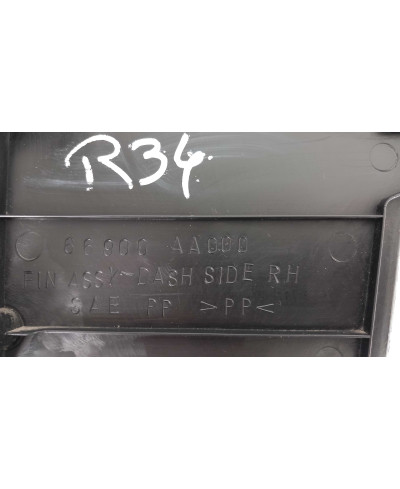 R34
66900 AA000
FIN ASSY-DASH SIDE RH
SAE PP >PP<